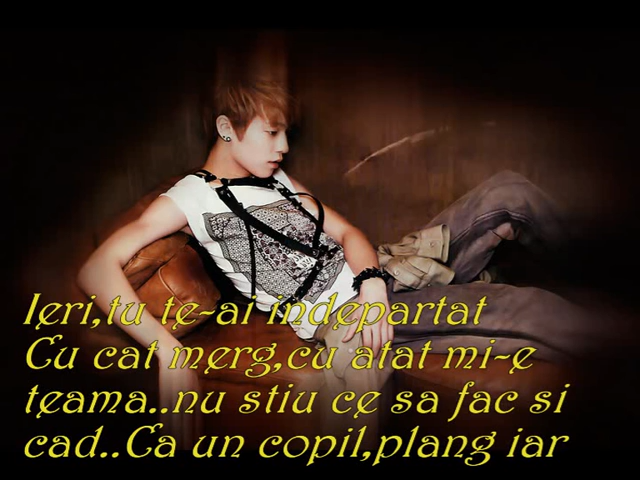 Ieri,tu te-ai indepartat
Cu cat merg,cu atat mi-e
teama..nu stiu ce sa fac si
cad..Ca un copil,plang iar